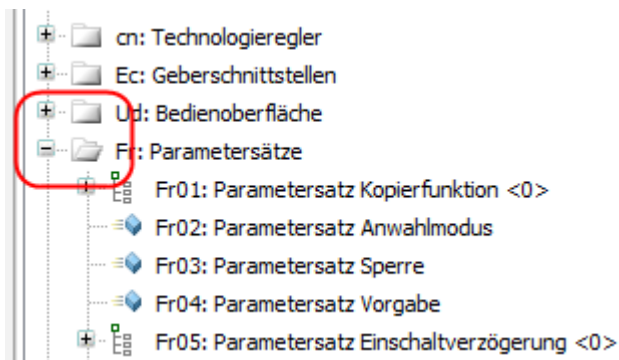 cn: Technologieregler
Ec: Geberschnittstellen
Ud: Bedienoberfläche
Fr: Parametersätze
Fr01: Parametersatz Kopierfunktion <0>
Fr02: Parametersatz Anwahlmodus
Fr03: Parametersatz Sperre
Fr04: Parametersatz Vorgabe
Fr05: Parametersatz Einschaltverzögerung <0>